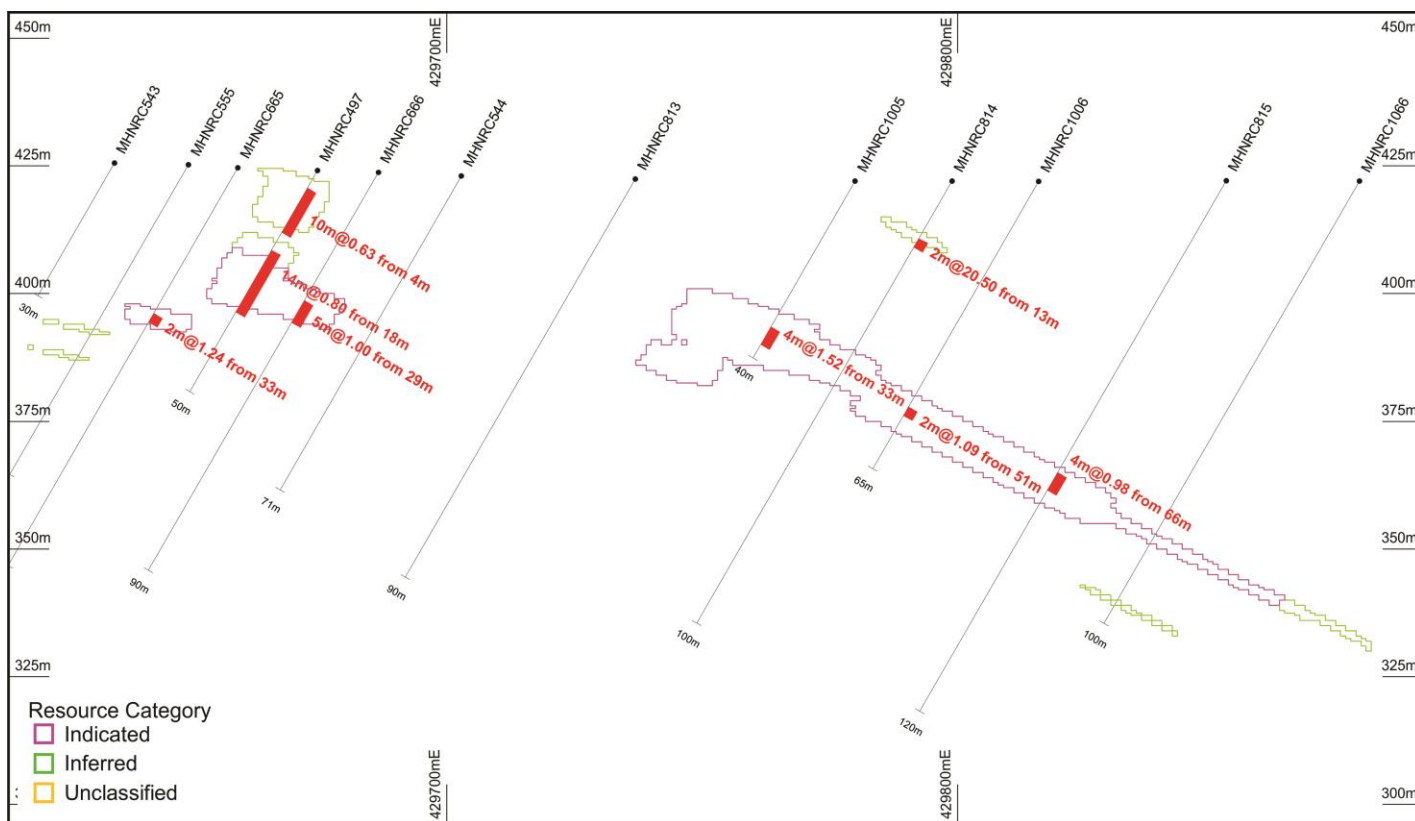 450m
429700mE
429800mE
450m
MHNRC543
MHNRC555
MHNRC665
MHNRC497
MHNRC666
MHNRC544
MHNRC813
MHNRC1005
MHNRC814
MHNRC1006
MHNRC815
MHNRC1066
425m
425m
10m@0.63 from 4m
2m@20.50 from 13m
400m
400m
30m
14m@0.80 from 18m
5m@1.00 from 29m
2m@1.24 from 33m
4m@1.52 from 33m
40m
50m
375m
375m
2m@1.09 from 51m
4m@0.98 from 66m
65m
71m
350m
350m
90m
90m
100m
100m
325m
325m
120m
Resource Category
Indicated
Inferred
Unclassified
429700mE
429800mE
300m